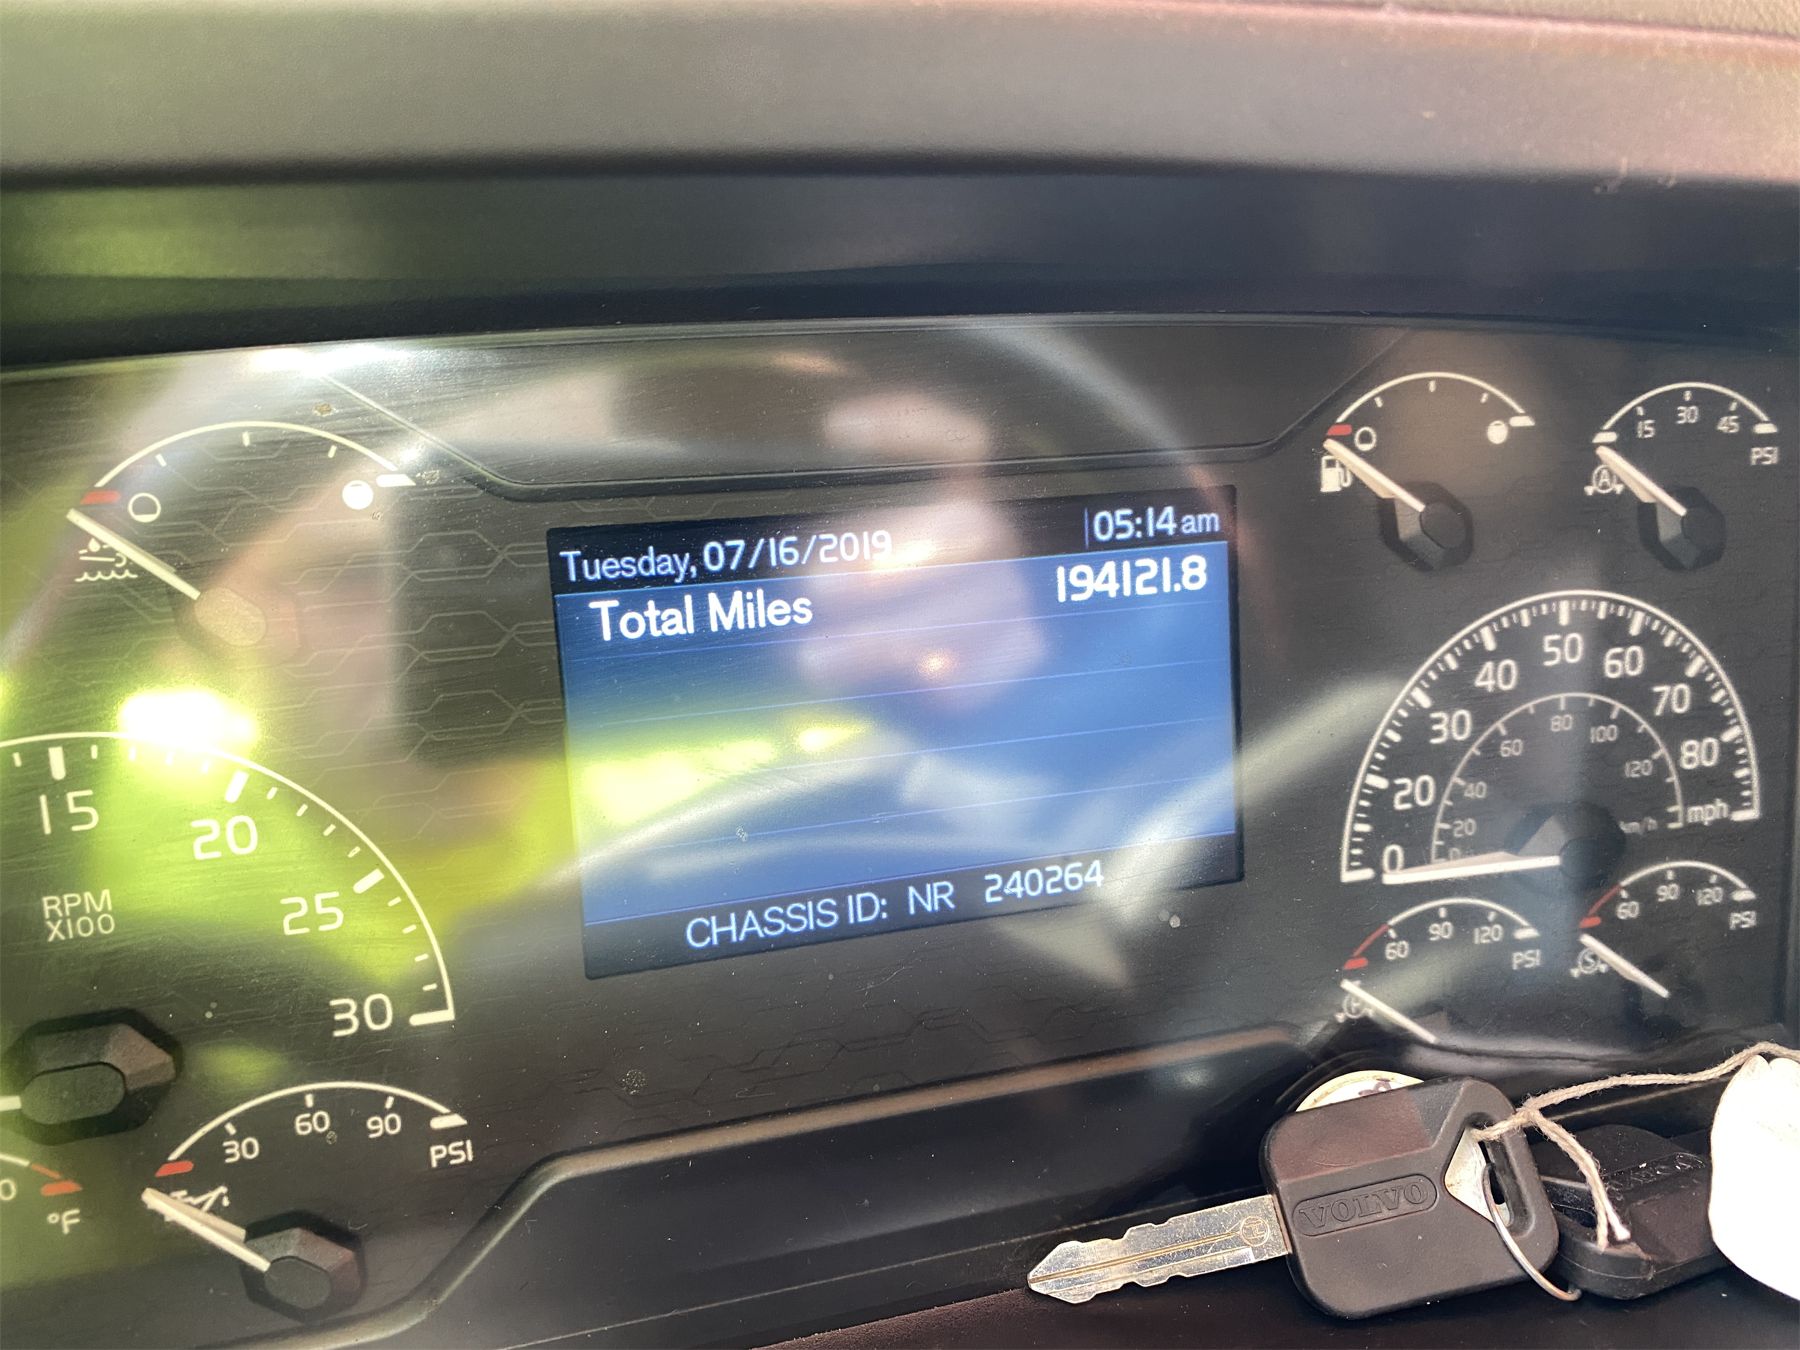 Tuesday, 07/16/2019
05:14 am
Total Miles
194121.8
CHASSIS ID: NR 240264
15
20
25
30
RPM
X100
30
60
90
PSI
°F
15
30
45
PSI
A
0
20
30
40
50
60
70
80
mph
20
40
60
80
100
120
60
90
120
PSI
60
90
120
PSI
S
VOLVO